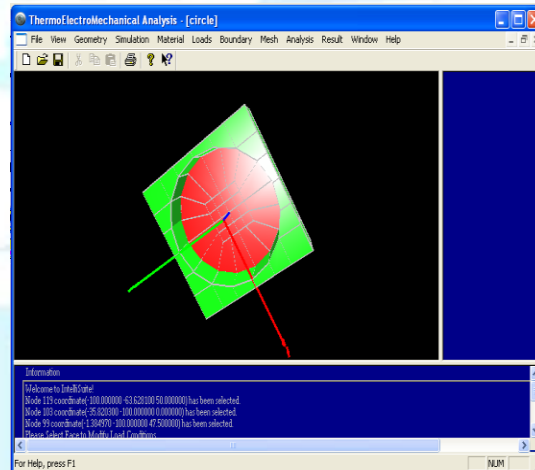 ThermoElectroMechanical Analysis - [circle]
File View Geometry Simulation Material Loads Boundary Mesh Analysis Result Window Help
Information
Welcome to IntelliSuite!
Node 119 coordinate(-100.000000 -63.628100 50.000000) has been selected.
Node 103 coordinate(-35.820300 -100.000000 0.000000) has been selected.
Node 99 coordinate(-1.384970 -100.000000 47.500000) has been selected.
Please Select Face to Modify Load Conditions
For Help, press F1
NUM